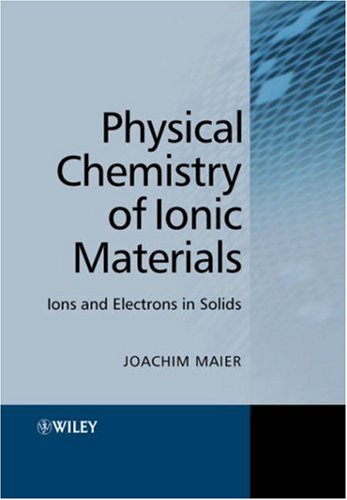 Physical
Chemistry
of Ionic
Materials
Ions and Electrons in Solids
JOACHIM MAIER
WILEY